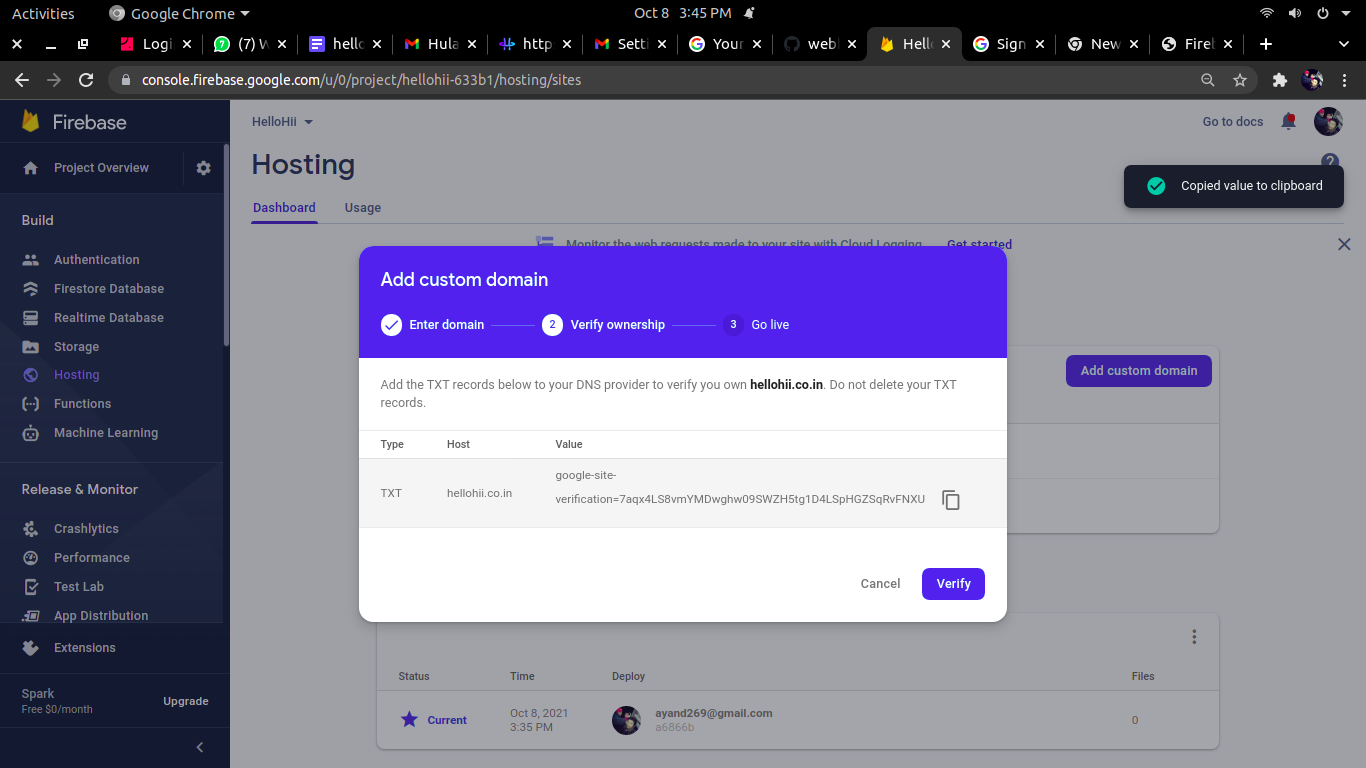 Activities
Google Chrome
Oct 8 3:45 PM
Logi
(7) W
hello
Hula
http
Setti
Your
web
Hello
Sign
New
Fireb
console.firebase.google.com/u/0/project/hellohii-633b1/hosting/sites
Firebase
HelloHii
Go to docs
Project Overview
Hosting
?
Copied value to clipboard
Dashboard
Usage
Build
Monitor the web requests made to your site with Cloud Logging
Get started
Authentication
Firestore Database
Realtime Database
Storage
Hosting
Functions
Machine Learning
Release & Monitor
Crashlytics
Performance
Test Lab
App Distribution
Extensions
Spark
Free $0/month
Upgrade
Add custom domain
Enter domain
2 Verify ownership
3 Go live
Add the TXT records below to your DNS provider to verify you own hellohii.co.in. Do not delete your TXT
records.
Type Host Value
TXT hellohii.co.in google-site-
verification=7aqx4LS8vmYMDwghw09SWZH5tg1D4LSpHGZSqRvFNXU
Cancel
Verify
Add custom domain
Status Time Deploy Files
Current Oct 8, 2021
3:35 PM
ayand269@gmail.com
a6866b
0